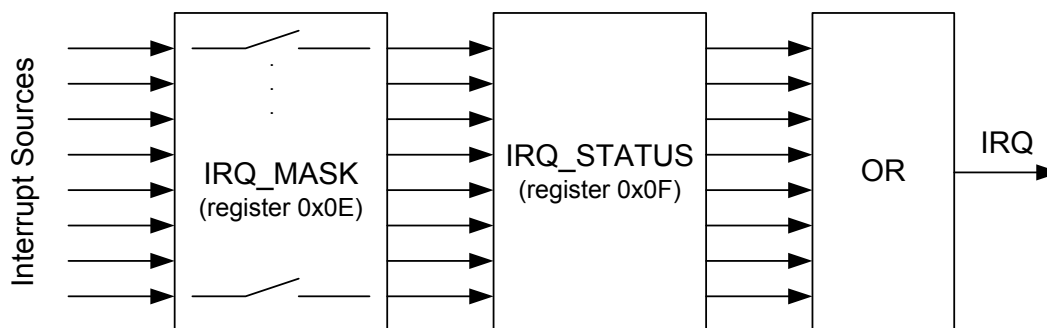 Interrupt Sources
IRQ_MASK
(register 0x0E)
IRQ_STATUS
(register 0x0F)
OR
IRQ